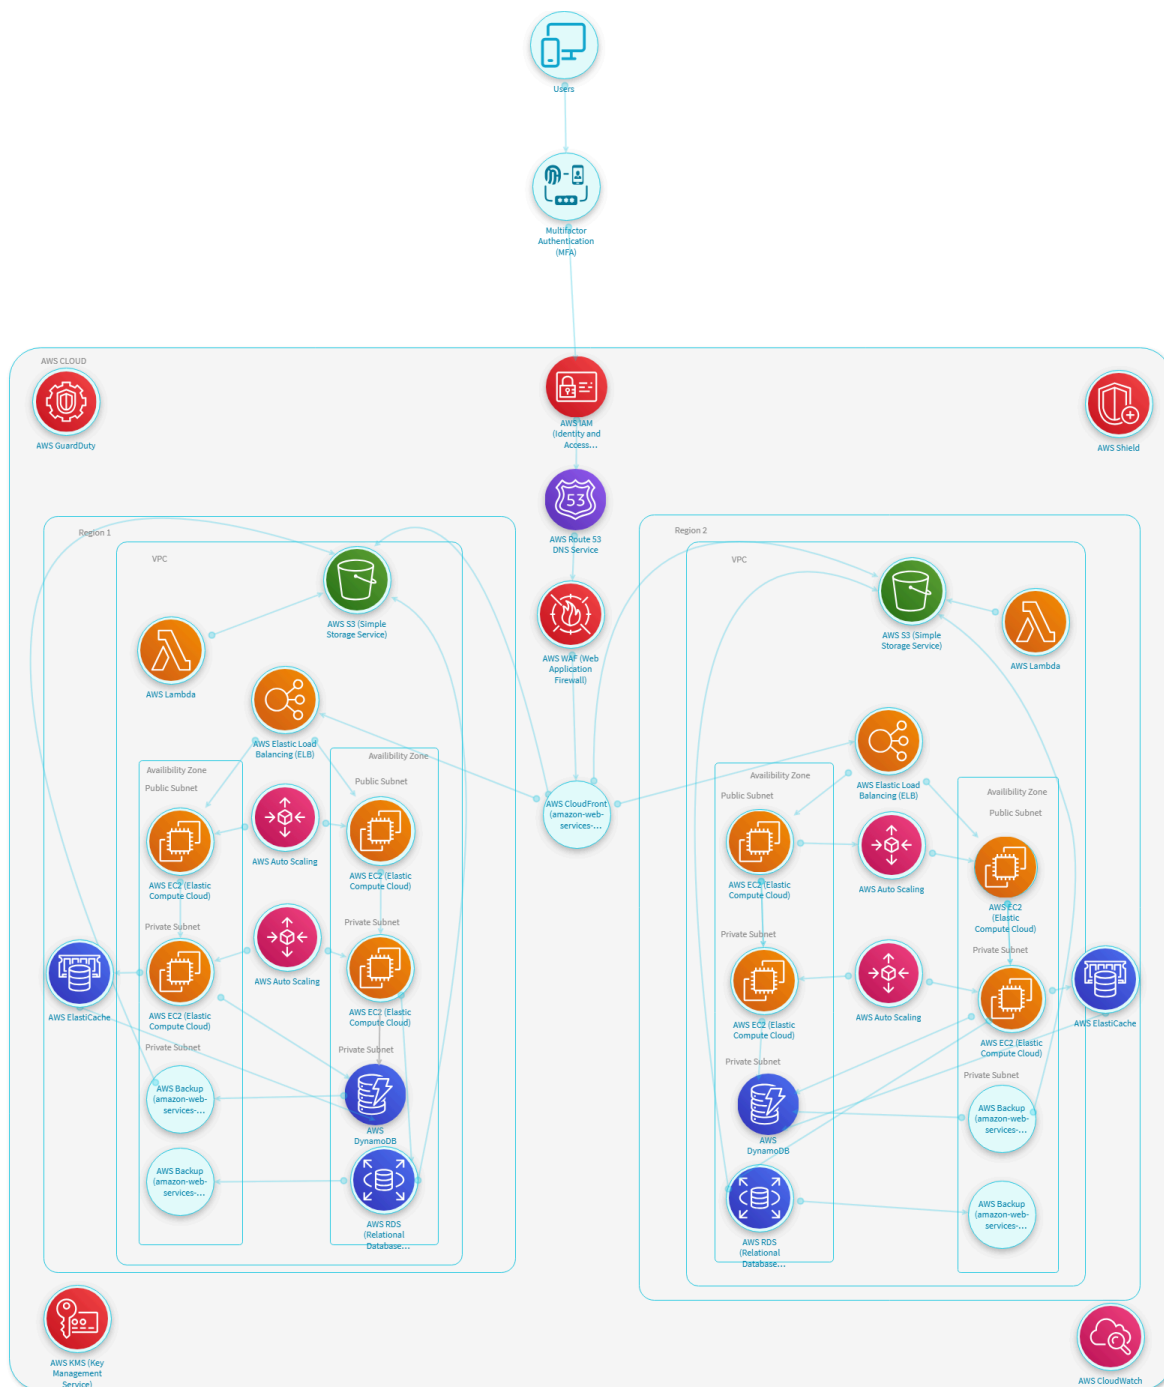 Users
Multifactor
Authentication
(MFA)
AWS CLOUD
AWS GuardDuty
AWS IAM
(Identity and
Access...
AWS Shield
53
AWS Route 53
DNS Service
AWS WAF (Web
Application
Firewall)
AWS CloudFront
(amazon-web-
services-...
Region 1
VPC
AWS S3 (Simple
Storage Service)
AWS Lambda
AWS Elastic Load
Balancing (ELB)
Availibility Zone
Public Subnet
AWS EC2 (Elastic
Compute Cloud)
AWS Auto Scaling
Availibility Zone
Public Subnet
AWS EC2 (Elastic
Compute Cloud)
Private Subnet
AWS EC2 (Elastic
Compute Cloud)
AWS Auto Scaling
Private Subnet
AWS EC2 (Elastic
Compute Cloud)
AWS ElastiCache
Private Subnet
AWS Backup
(amazon-web-
services-...
Private Subnet
AWS
DynamoDB
AWS Backup
(amazon-web-
services-...
AWS RDS
(Relational
Database...
Region 2
VPC
AWS S3 (Simple
Storage Service)
AWS Lambda
AWS Elastic Load
Balancing (ELB)
Availibility Zone
Public Subnet
AWS EC2 (Elastic
Compute Cloud)
AWS Auto Scaling
Availibility Zone
Public Subnet
AWS EC2
(Elastic
Compute Cloud)
Private Subnet
AWS EC2 (Elastic
Compute Cloud)
AWS Auto Scaling
Private Subnet
AWS EC2 (Elastic
Compute Cloud)
AWS ElastiCache
Private Subnet
AWS
DynamoDB
Private Subnet
AWS Backup
(amazon-web-
services-...
AWS RDS
(Relational
Database...
AWS Backup
(amazon-web-
services-...
AWS KMS (Key
Management
Service)
AWS CloudWatch